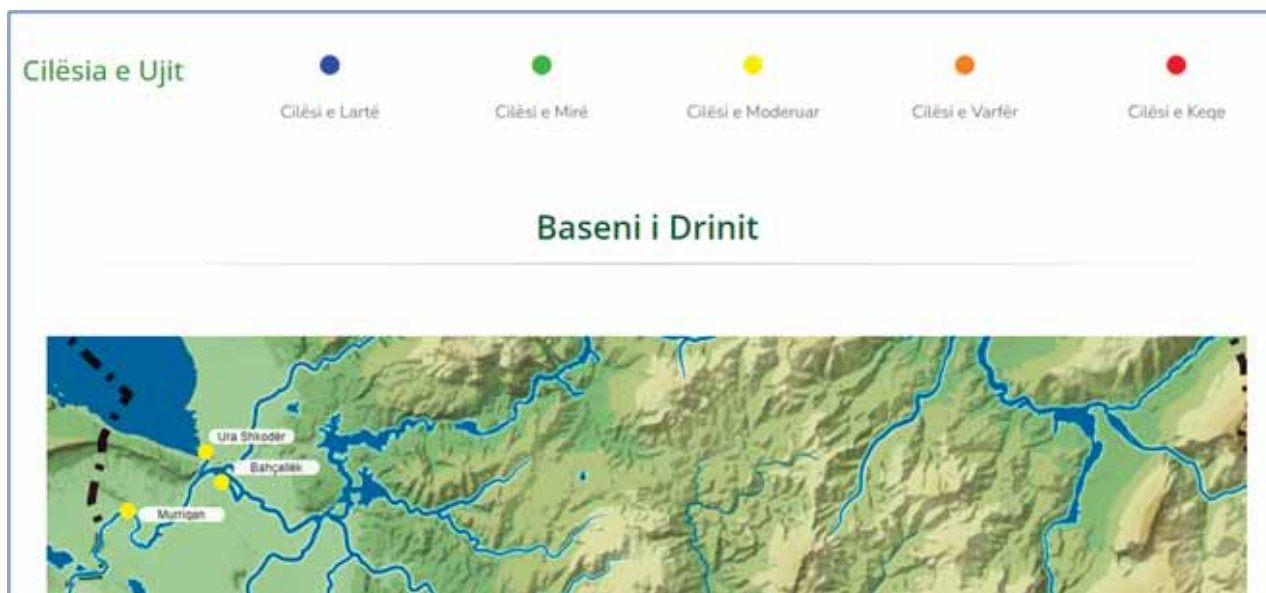 Cilësia e Ujit
Cilësi e Lartë
Cilësi e Mirë
Cilësi e Moderuar
Cilësi e Varfër
Cilësi e Keqe
Baseni i Drinit
Ura Shkodër
Bahçallëk
Murriqan